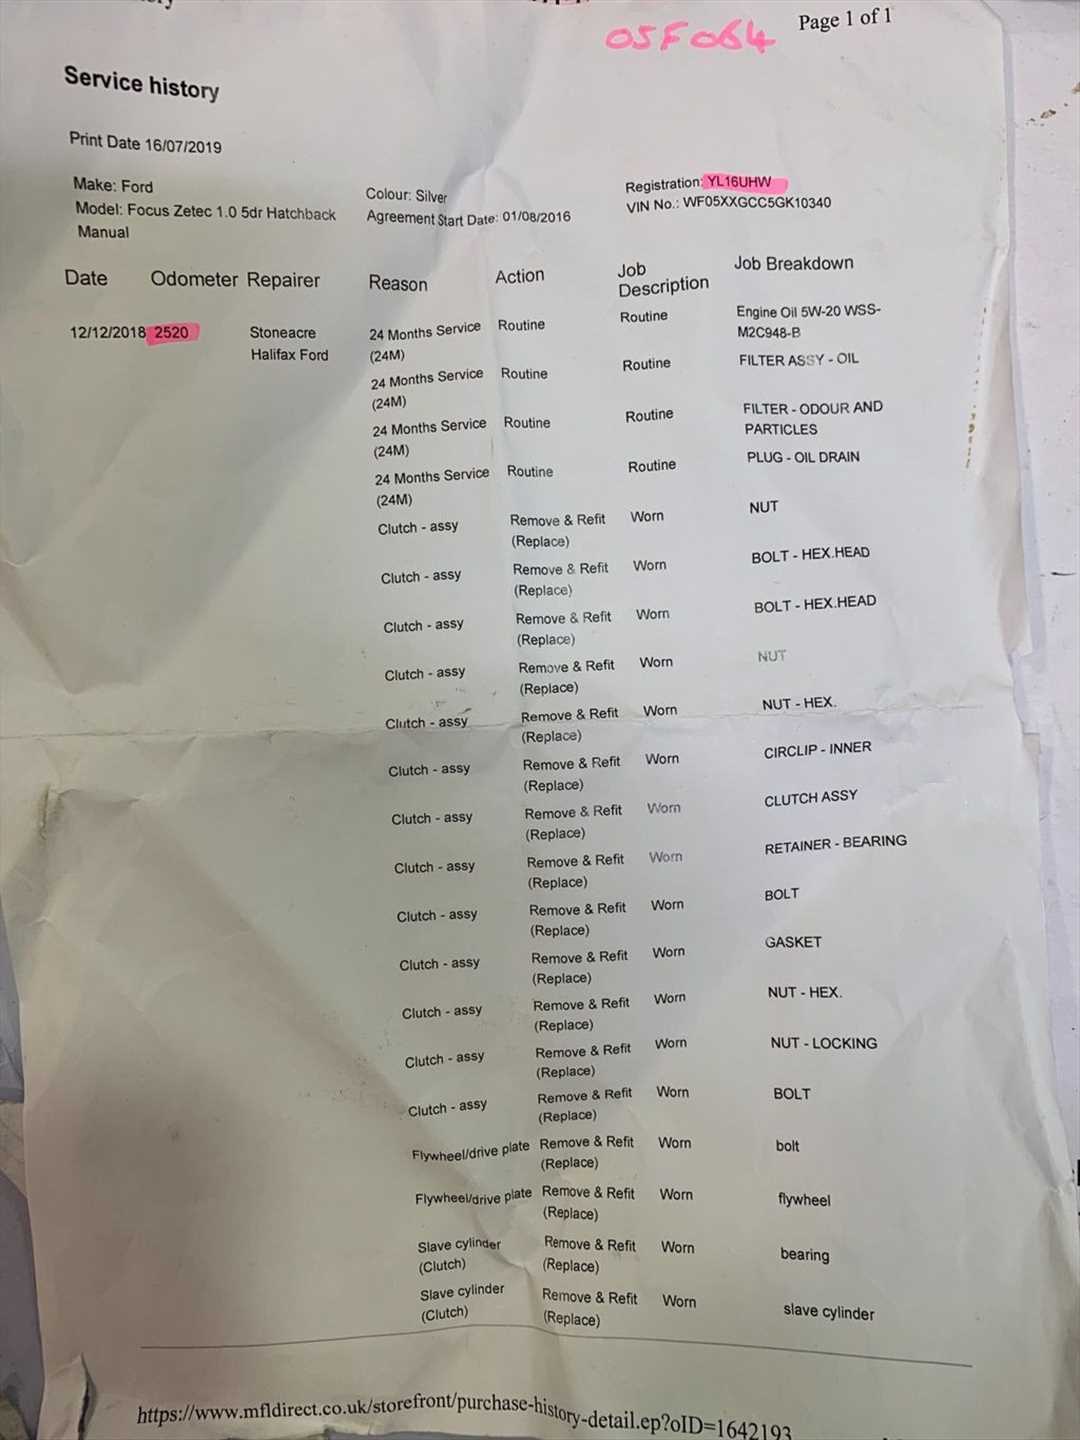 05F064
Page 1 of 1
Service history
Print Date 16/07/2019
Make: Ford
Model: Focus Zetec 1.0 5dr Hatchback
Manual
Colour: Silver
Agreement Start Date: 01/08/2016
Registration: YL16UHW
VIN No.: WF05XXGCC5GK10340
Date Odometer Repairer Reason Action Job Description Job Breakdown
12/12/2018 2520 Stoneacre 24 Months Service Routine Routine Engine Oil 5W-20 WSS-
Halifax Ford (24M) M2C948-B
24 Months Service Routine Routine FILTER ASSY - OIL
(24M)
24 Months Service Routine Routine FILTER - ODOUR AND
(24M) PARTICLES
24 Months Service Routine Routine PLUG - OIL DRAIN
(24M)
Clutch - assy Remove & Refit Worn NUT
(Replace)
Clutch - assy Remove & Refit Worn BOLT - HEX.HEAD
(Replace)
Clutch - assy Remove & Refit Worn BOLT - HEX.HEAD
(Replace)
Clutch - assy Remove & Refit Worn NUT
(Replace)
Clutch - assy Remove & Refit Worn NUT - HEX.
(Replace)
Clutch - assy Remove & Refit Worn CIRCLIP - INNER
(Replace)
Clutch - assy Remove & Refit Worn CLUTCH ASSY
(Replace)
Clutch - assy Remove & Refit Worn RETAINER - BEARING
(Replace)
Clutch - assy Remove & Refit Worn BOLT
(Replace)
Clutch - assy Remove & Refit Worn GASKET
(Replace)
Clutch - assy Remove & Refit Worn NUT - HEX.
(Replace)
Clutch - assy Remove & Refit Worn NUT - LOCKING
(Replace)
Clutch - assy Remove & Refit Worn BOLT
(Replace)
Flywheel/drive plate Remove & Refit Worn bolt
(Replace)
Flywheel/drive plate Remove & Refit Worn flywheel
(Replace)
Slave cylinder Remove & Refit Worn bearing
(Clutch) (Replace)
Slave cylinder Remove & Refit Worn slave cylinder
(Clutch) (Replace)
https://www.mfldirect.co.uk/storefront/purchase-history-detail.ep?oID=1642193